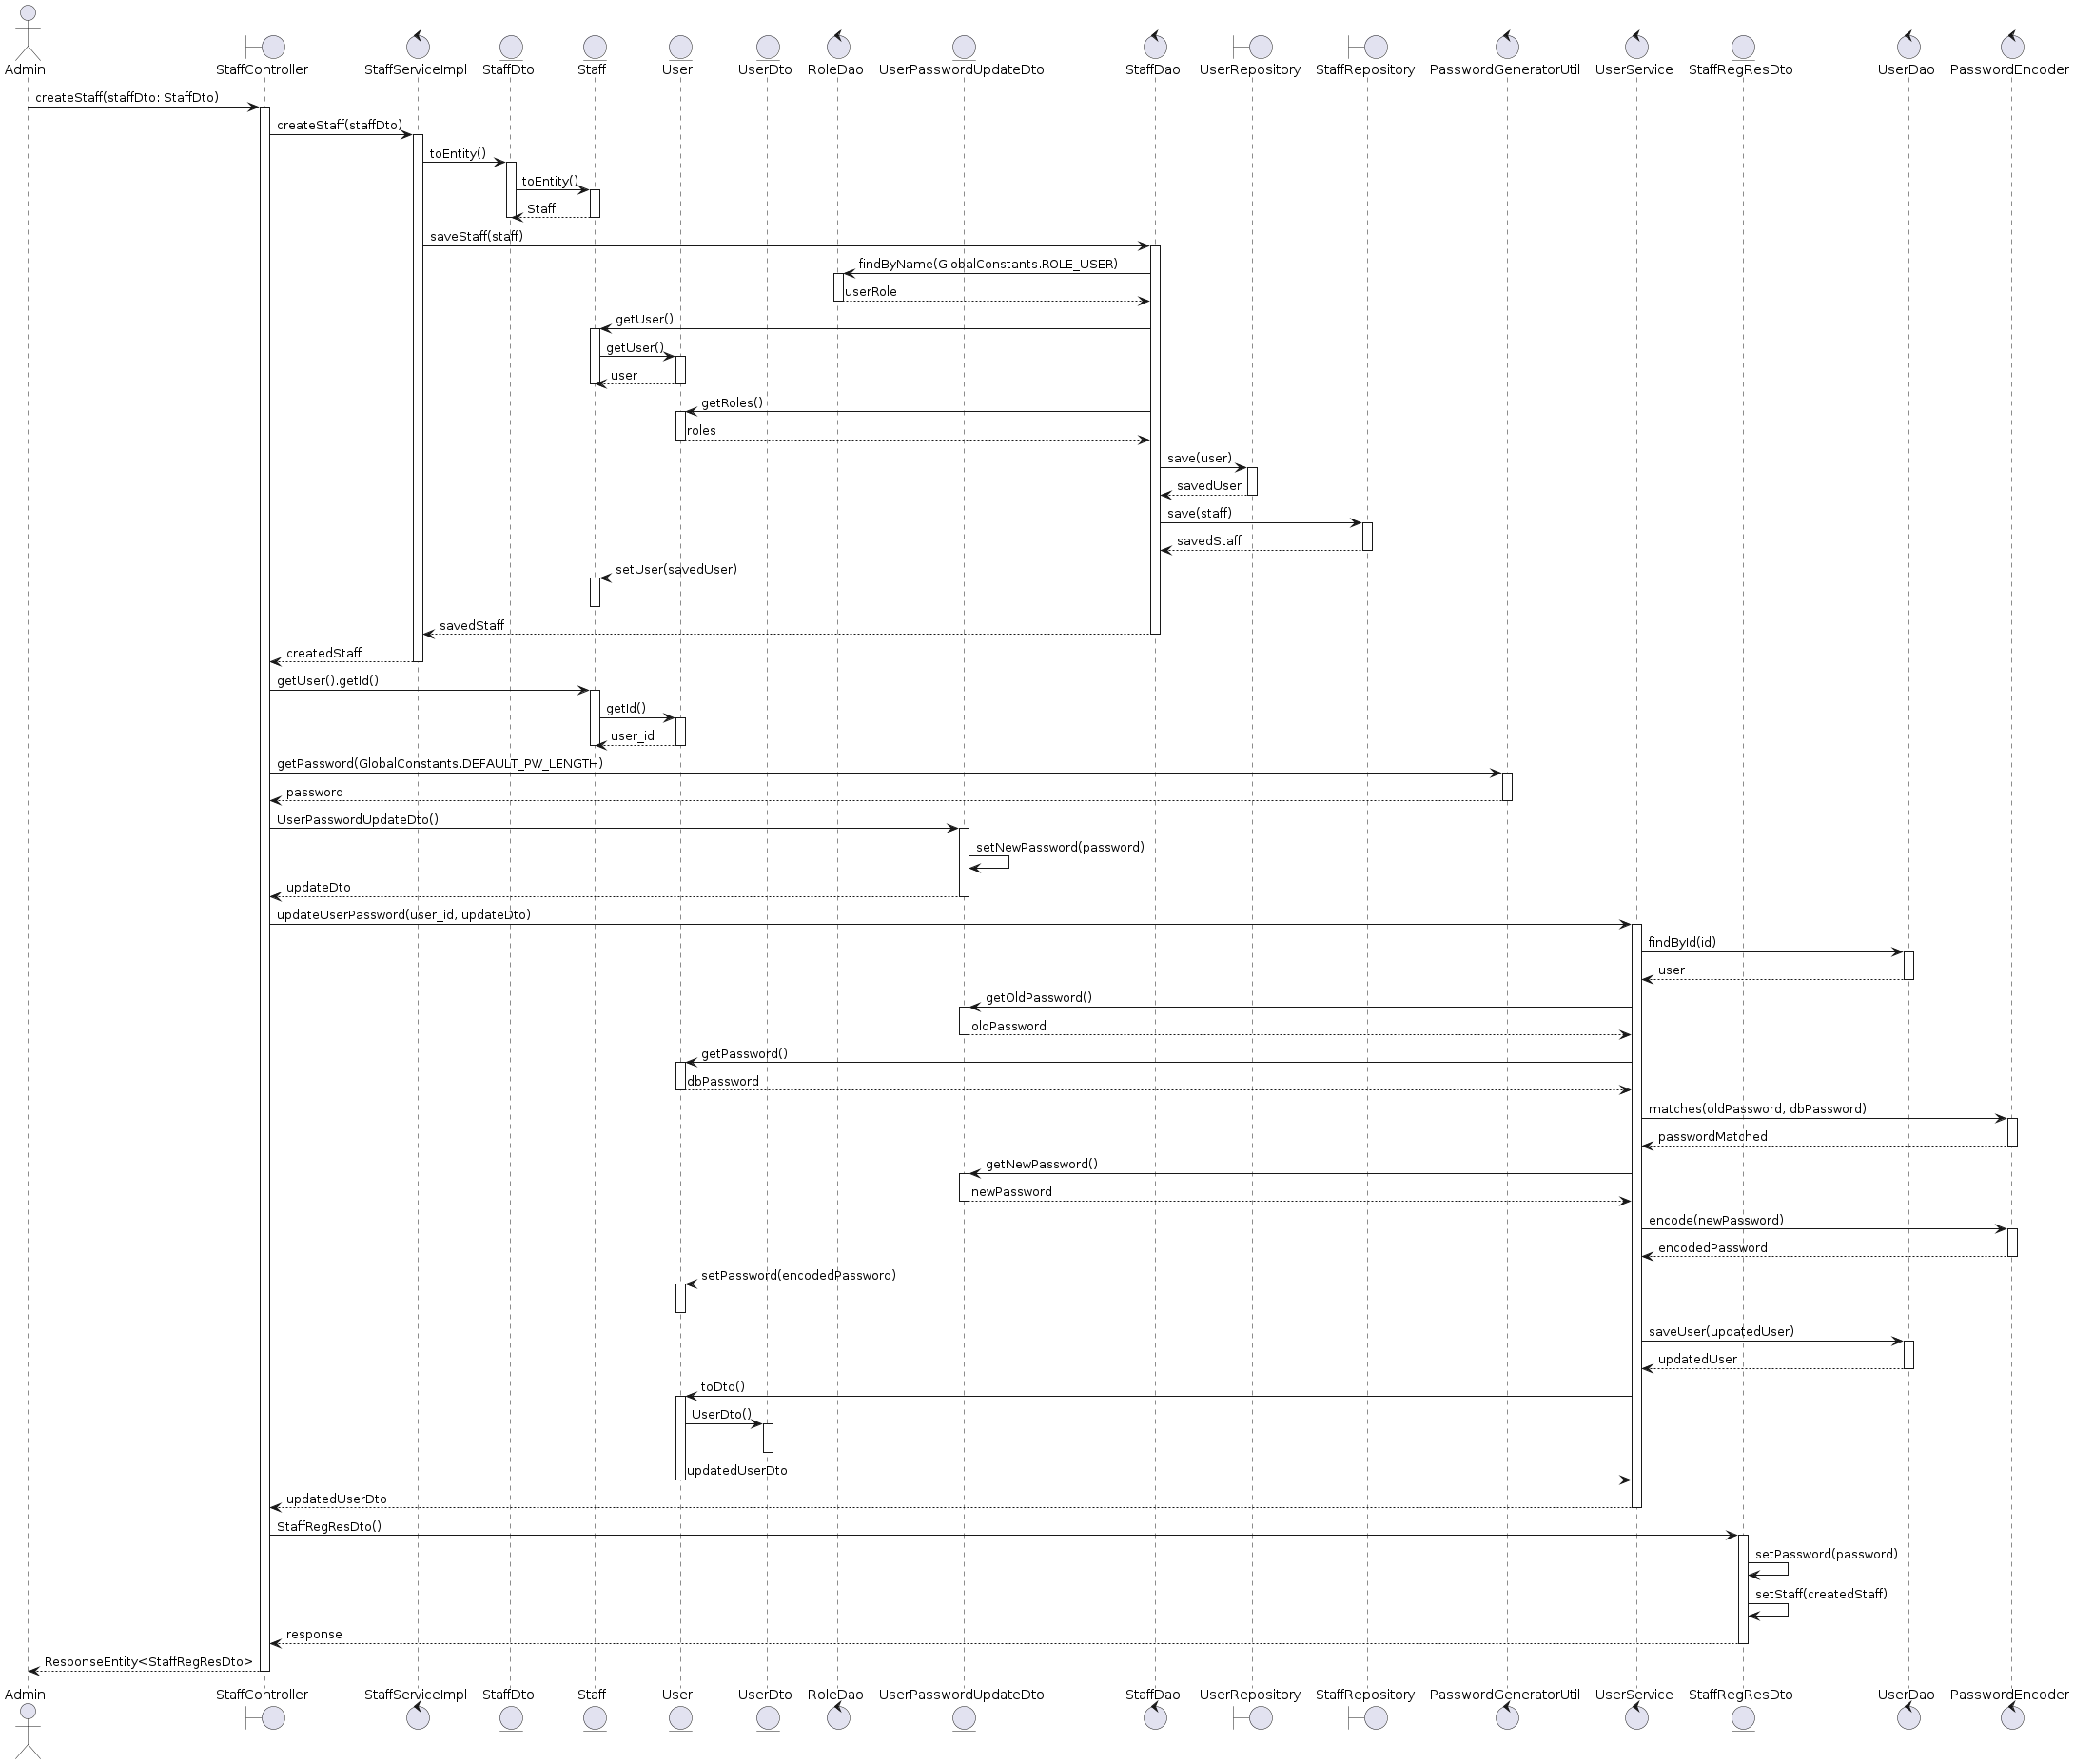 Admin StaffController StaffServiceImpl StaffDto Staff User UserDto RoleDao UserPasswordUpdateDto StaffDao UserRepository StaffRepository PasswordGeneratorUtil UserService StaffRegResDto UserDao PasswordEncoder
createStaff(staffDto: StaffDto)
createStaff(staffDto)
toEntity()
toEntity()
Staff
saveStaff(staff)
findByName(GlobalConstants.ROLE_USER)
userRole
getUser()
getUser()
user
getRoles()
roles
save(user)
savedUser
save(staff)
savedStaff
setUser(savedUser)
savedStaff
createdStaff
getUser().getId()
getId()
user_id
getPassword(GlobalConstants.DEFAULT_PW_LENGTH)
password
UserPasswordUpdateDto()
setNewPassword(password)
updateDto
updateUserPassword(user_id, updateDto)
findById(id)
user
getOldPassword()
oldPassword
getPassword()
dbPassword
matches(oldPassword, dbPassword)
passwordMatched
getNewPassword()
newPassword
encode(newPassword)
encodedPassword
setPassword(encodedPassword)
saveUser(updatedUser)
updatedUser
toDto()
UserDto()
updatedUserDto
updatedUserDto
StaffRegResDto()
setPassword(password)
setStaff(createdStaff)
response
ResponseEntity<StaffRegResDto>
Admin StaffController StaffServiceImpl StaffDto Staff User UserDto RoleDao UserPasswordUpdateDto StaffDao UserRepository StaffRepository PasswordGeneratorUtil UserService StaffRegResDto UserDao PasswordEncoder